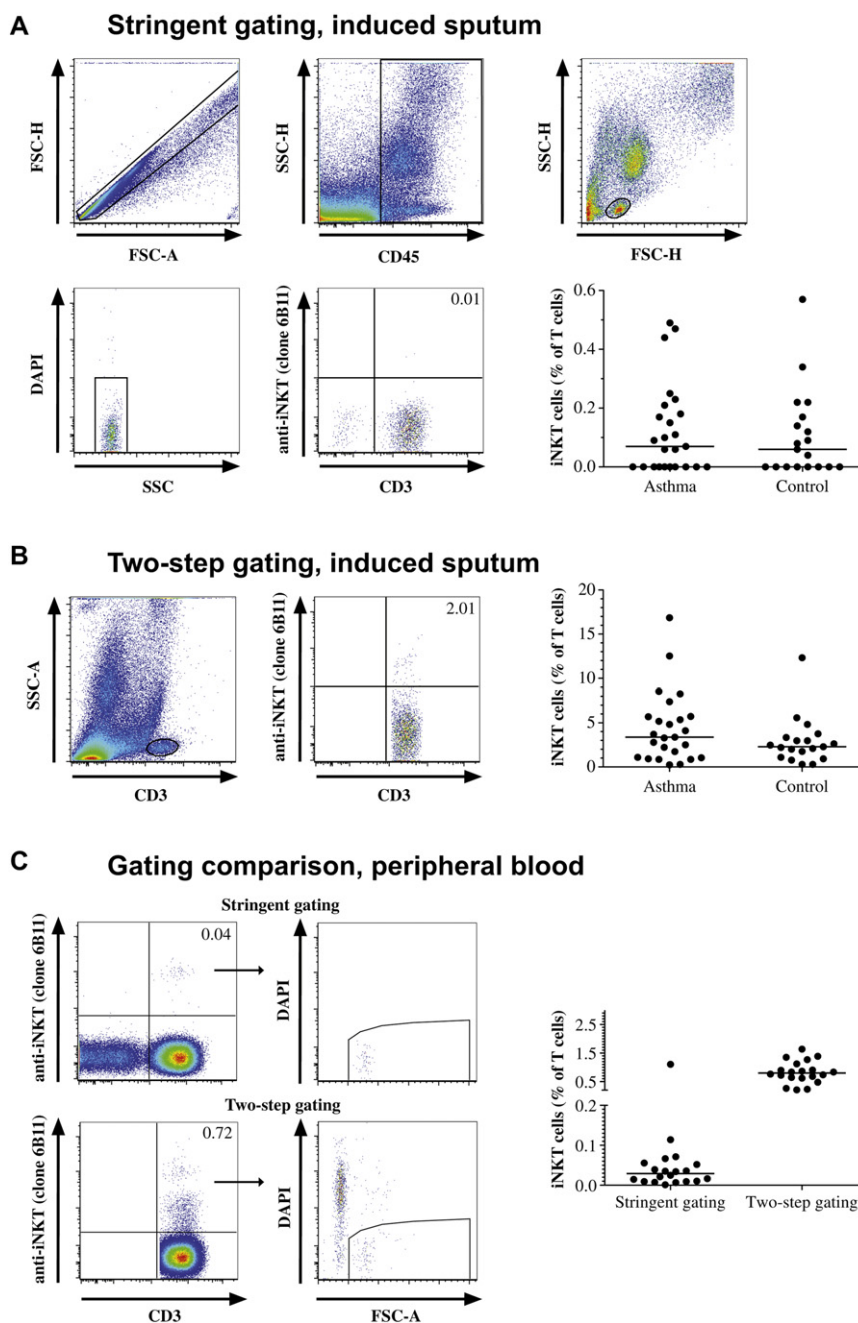 A Stringent gating, induced sputum
FSC-H
FSC-A
SSC-H
CD45
SSC-H
FSC-H
DAPI
SSC
anti-iNKT (clone 6B11)
0.01
CD3
iNKT cells (% of T cells)
0.6
0.4
0.2
0.0
Asthma Control
B Two-step gating, induced sputum
SSC-A
CD3
anti-iNKT (clone 6B11)
2.01
CD3
iNKT cells (% of T cells)
20
15
10
5
0
Asthma Control
C Gating comparison, peripheral blood
Stringent gating
anti-iNKT (clone 6B11)
0.04
DAPI
Two-step gating
anti-iNKT (clone 6B11)
0.72
CD3
DAPI
FSC-A
iNKT cells (% of T cells)
2.5
1.5
0.5
0.2
0.1
0.0
Stringent gating Two-step gating